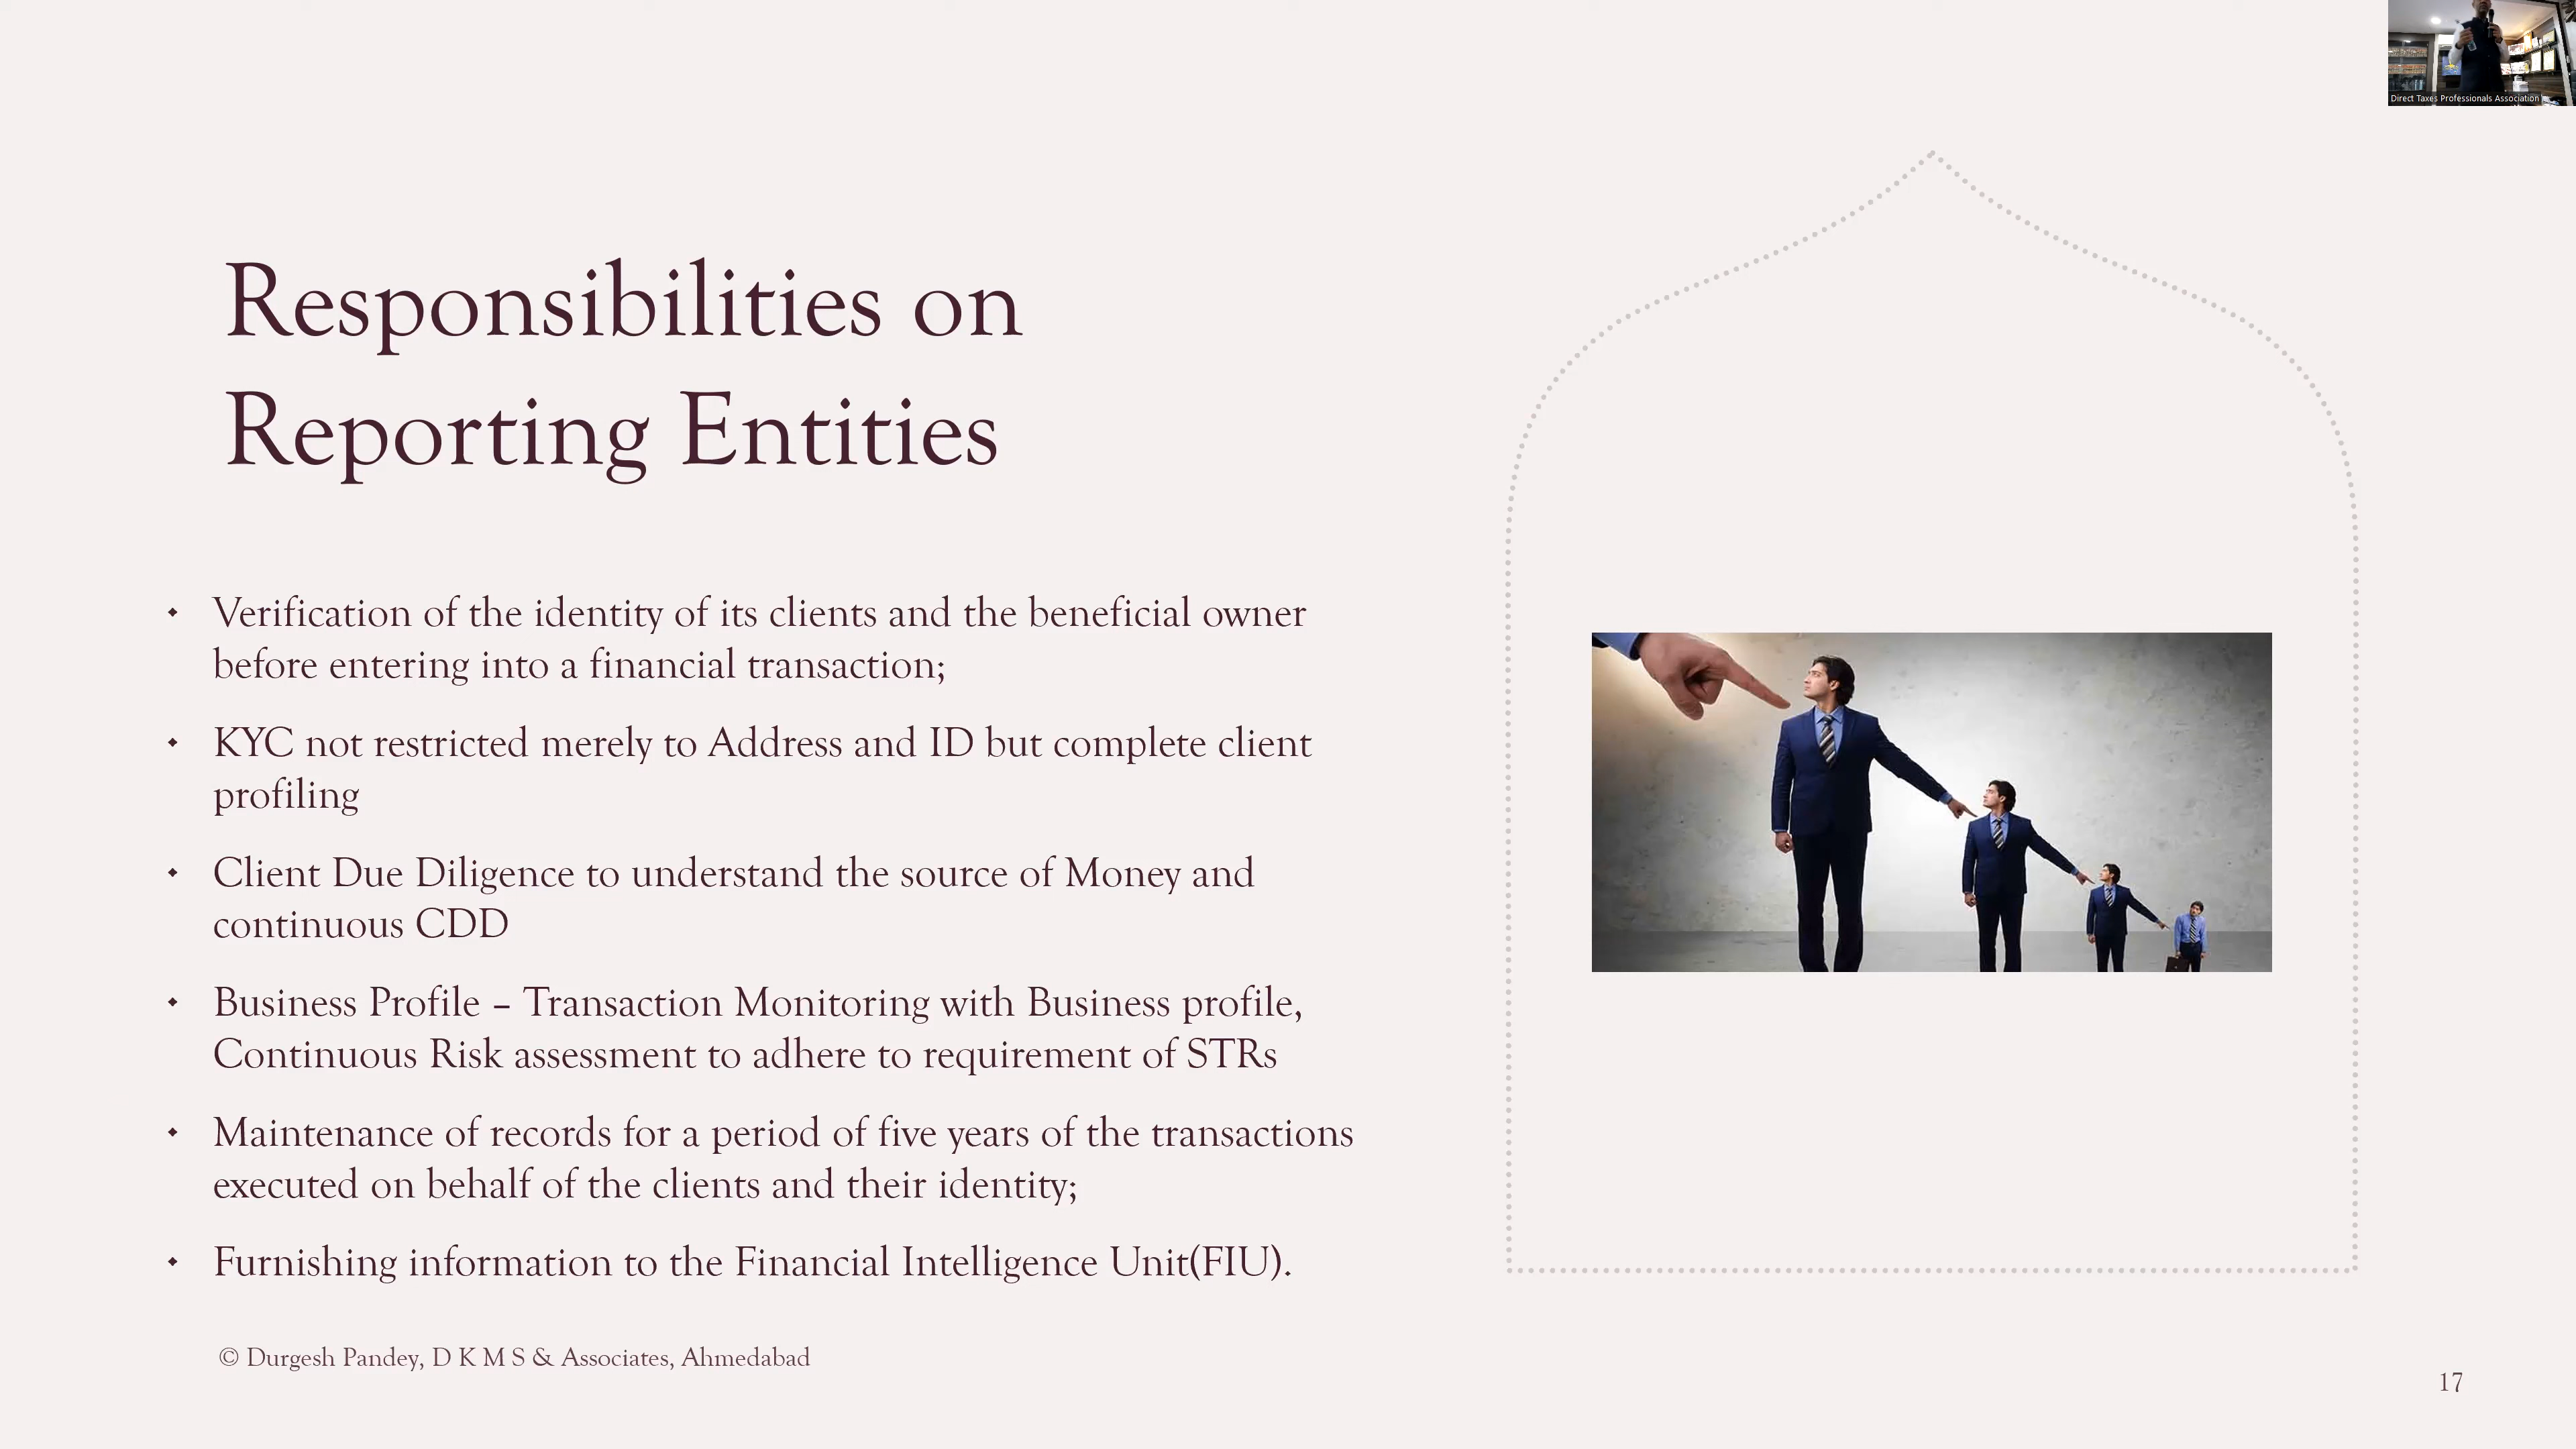 Direct Taxes Professionals Association
Responsibilities on
Reporting Entities
Verification of the identity of its clients and the beneficial owner
before entering into a financial transaction;
KYC not restricted merely to Address and ID but complete client
profiling
Client Due Diligence to understand the source of Money and
continuous CDD
Business Profile – Transaction Monitoring with Business profile,
Continuous Risk assessment to adhere to requirement of STRs
Maintenance of records for a period of five years of the transactions
executed on behalf of the clients and their identity;
Furnishing information to the Financial Intelligence Unit(FIU).
© Durgesh Pandey, D K M S & Associates, Ahmedabad
17